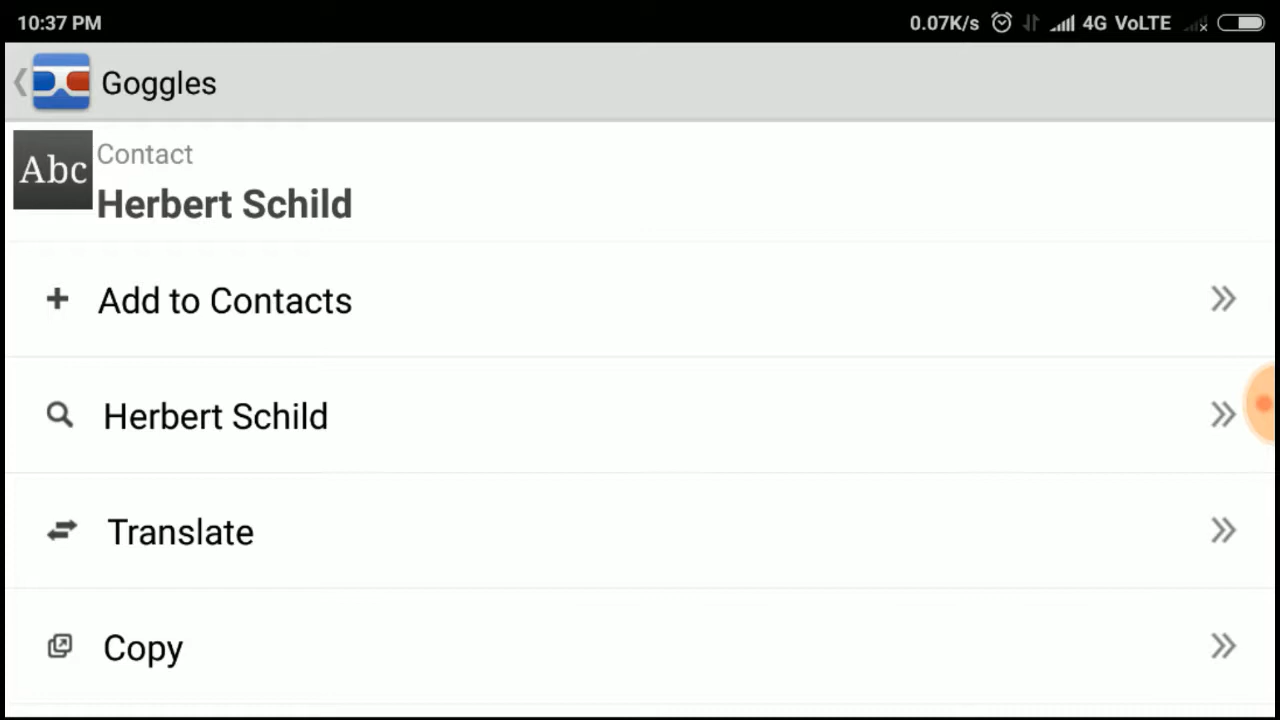 10:37 PM
0.07K/s 4G VoLTE
Goggles
Abc
Contact
Herbert Schild
Add to Contacts
Herbert Schild
Translate
Copy